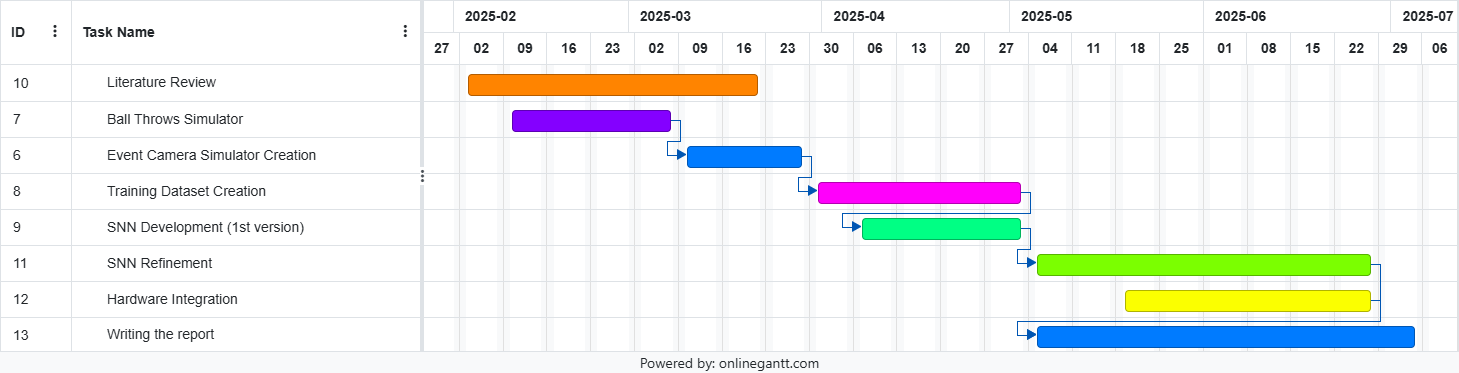 ID Task Name 2025-02 2025-03 2025-04 2025-05 2025-06 2025-07
27 02 09 16 23 02 09 16 23 30 06 13 20 27 04 11 18 25 01 08 15 22 29 06
10 Literature Review
7 Ball Throws Simulator
6 Event Camera Simulator Creation
8 Training Dataset Creation
9 SNN Development (1st version)
11 SNN Refinement
12 Hardware Integration
13 Writing the report
Powered by: onlinegantt.com